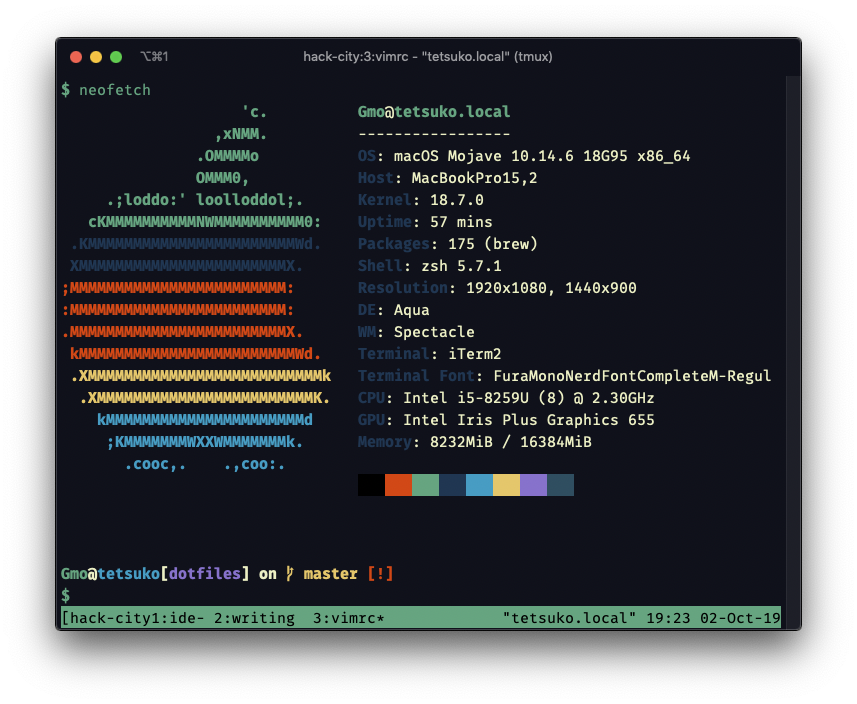 ⌥⌘1 hack-city:3:vimrc - "tetsuko.local" (tmux)
$ neofetch
                    'c.          Gmo@tetsuko.local
                 ,xNMM.          -----------------
               .OMMMMo           OS: macOS Mojave 10.14.6 18G95 x86_64
               OMMM0,            Host: MacBookPro15,2
     .;loddo:' loolloddol;.      Kernel: 18.7.0
   cKMMMMMMMMMMNWMMMMMMMMMM0:    Uptime: 57 mins
 .KMMMMMMMMMMMMMMMMMMMMMMMWd.    Packages: 175 (brew)
 XMMMMMMMMMMMMMMMMMMMMMMMX.      Shell: zsh 5.7.1
;MMMMMMMMMMMMMMMMMMMMMMMM:       Resolution: 1920x1080, 1440x900
:MMMMMMMMMMMMMMMMMMMMMMMM:       DE: Aqua
.MMMMMMMMMMMMMMMMMMMMMMMMX.      WM: Spectacle
 kMMMMMMMMMMMMMMMMMMMMMMMMWd.    Terminal: iTerm2
 .XMMMMMMMMMMMMMMMMMMMMMMMMMMk   Terminal Font: FuraMonoNerdFontCompleteM-Regul
  .XMMMMMMMMMMMMMMMMMMMMMMMMK.   CPU: Intel i5-8259U (8) @ 2.30GHz
    kMMMMMMMMMMMMMMMMMMMMMMd     GPU: Intel Iris Plus Graphics 655
     ;KMMMMMMMWXXWMMMMMMMk.      Memory: 8232MiB / 16384MiB
       .cooc,.    .,coo:.
Gmo@tetsuko[dotfiles] on  master [!]
$
[hack-city1:ide- 2:writing  3:vimrc* "tetsuko.local" 19:23 02-Oct-19